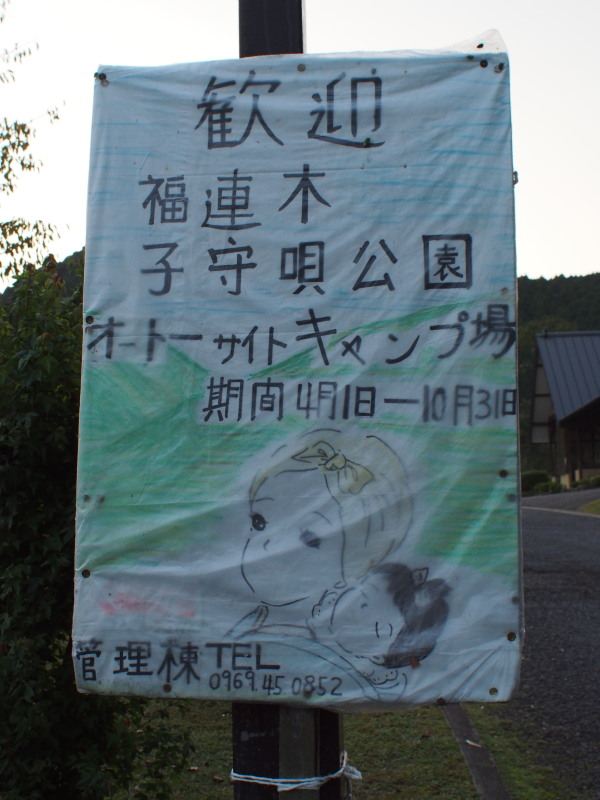 歓迎
福連木
子守唄公園
オートーサイトキャンプ場
期間4月1日ー10月31日
管理棟TEL
0969.45.0852